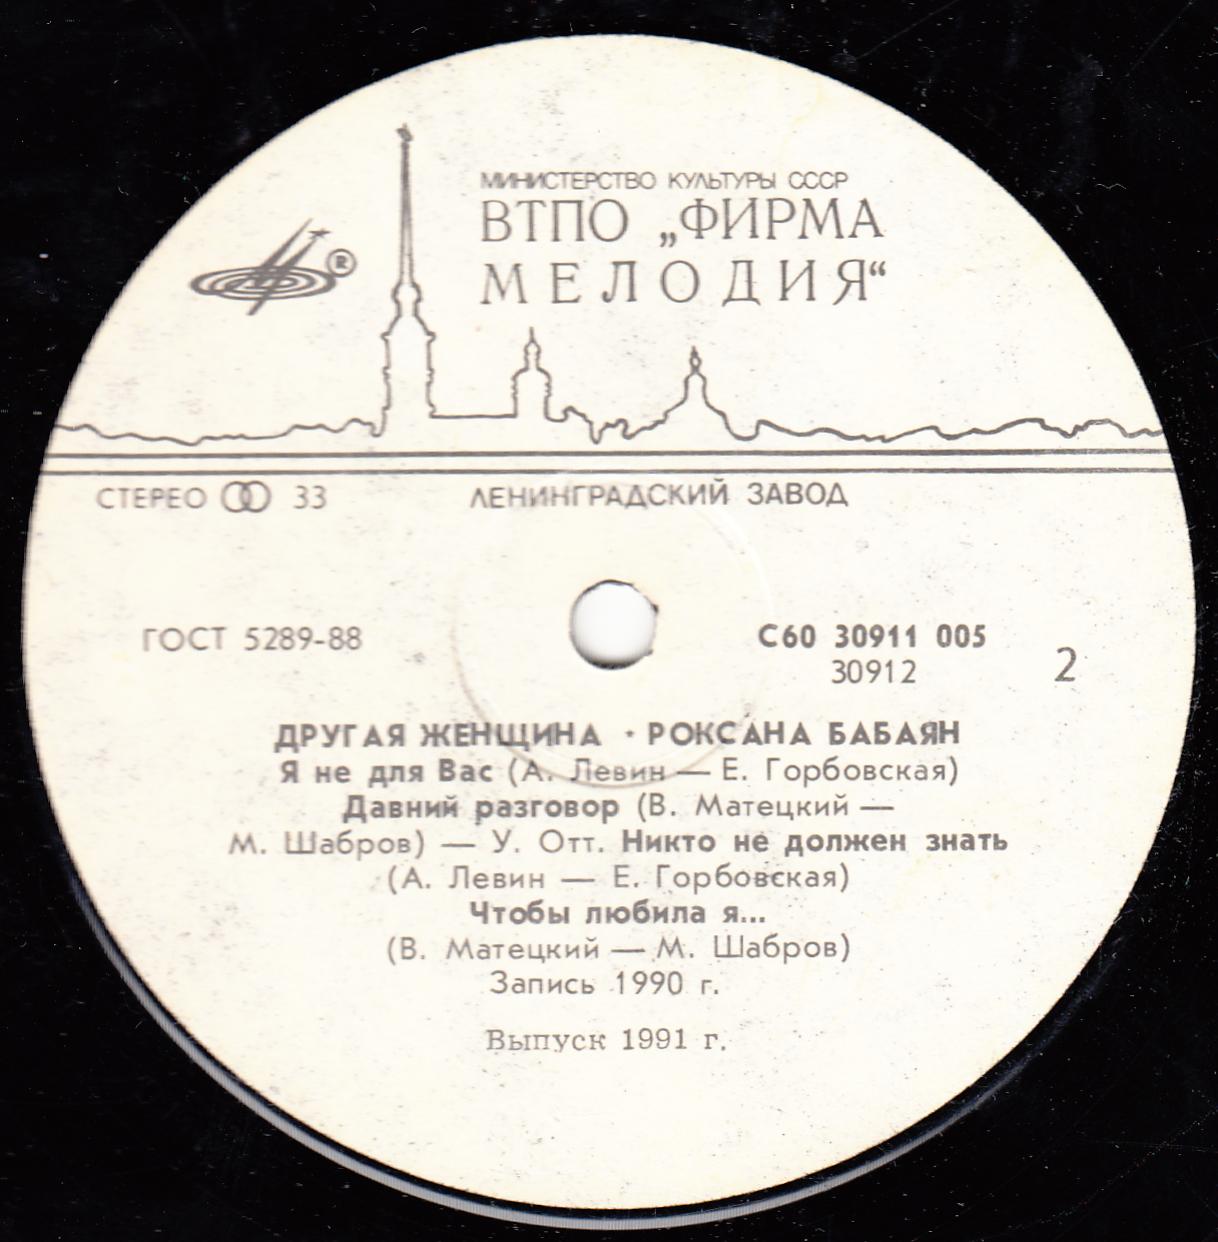 МИНИСТЕРСТВО КУЛЬТУРЫ СССР
ВТПО „ФИРМА
МЕЛОДИЯ“
®
СТЕРЕО 33 ЛЕНИНГРАДСКИЙ ЗАВОД
ГОСТ 5289-88 С60 30911 005
30912 2
ДРУГАЯ ЖЕНЩИНА · РОКСАНА БАБАЯН
Я не для Вас (А. Левин — Е. Горбовская)
Давний разговор (В. Матецкий —
М. Шабров) — У. Отт. Никто не должен знать
(А. Левин — Е. Горбовская)
Чтобы любила я...
(В. Матецкий — М. Шабров)
Запись 1990 г.
Выпуск 1991 г.